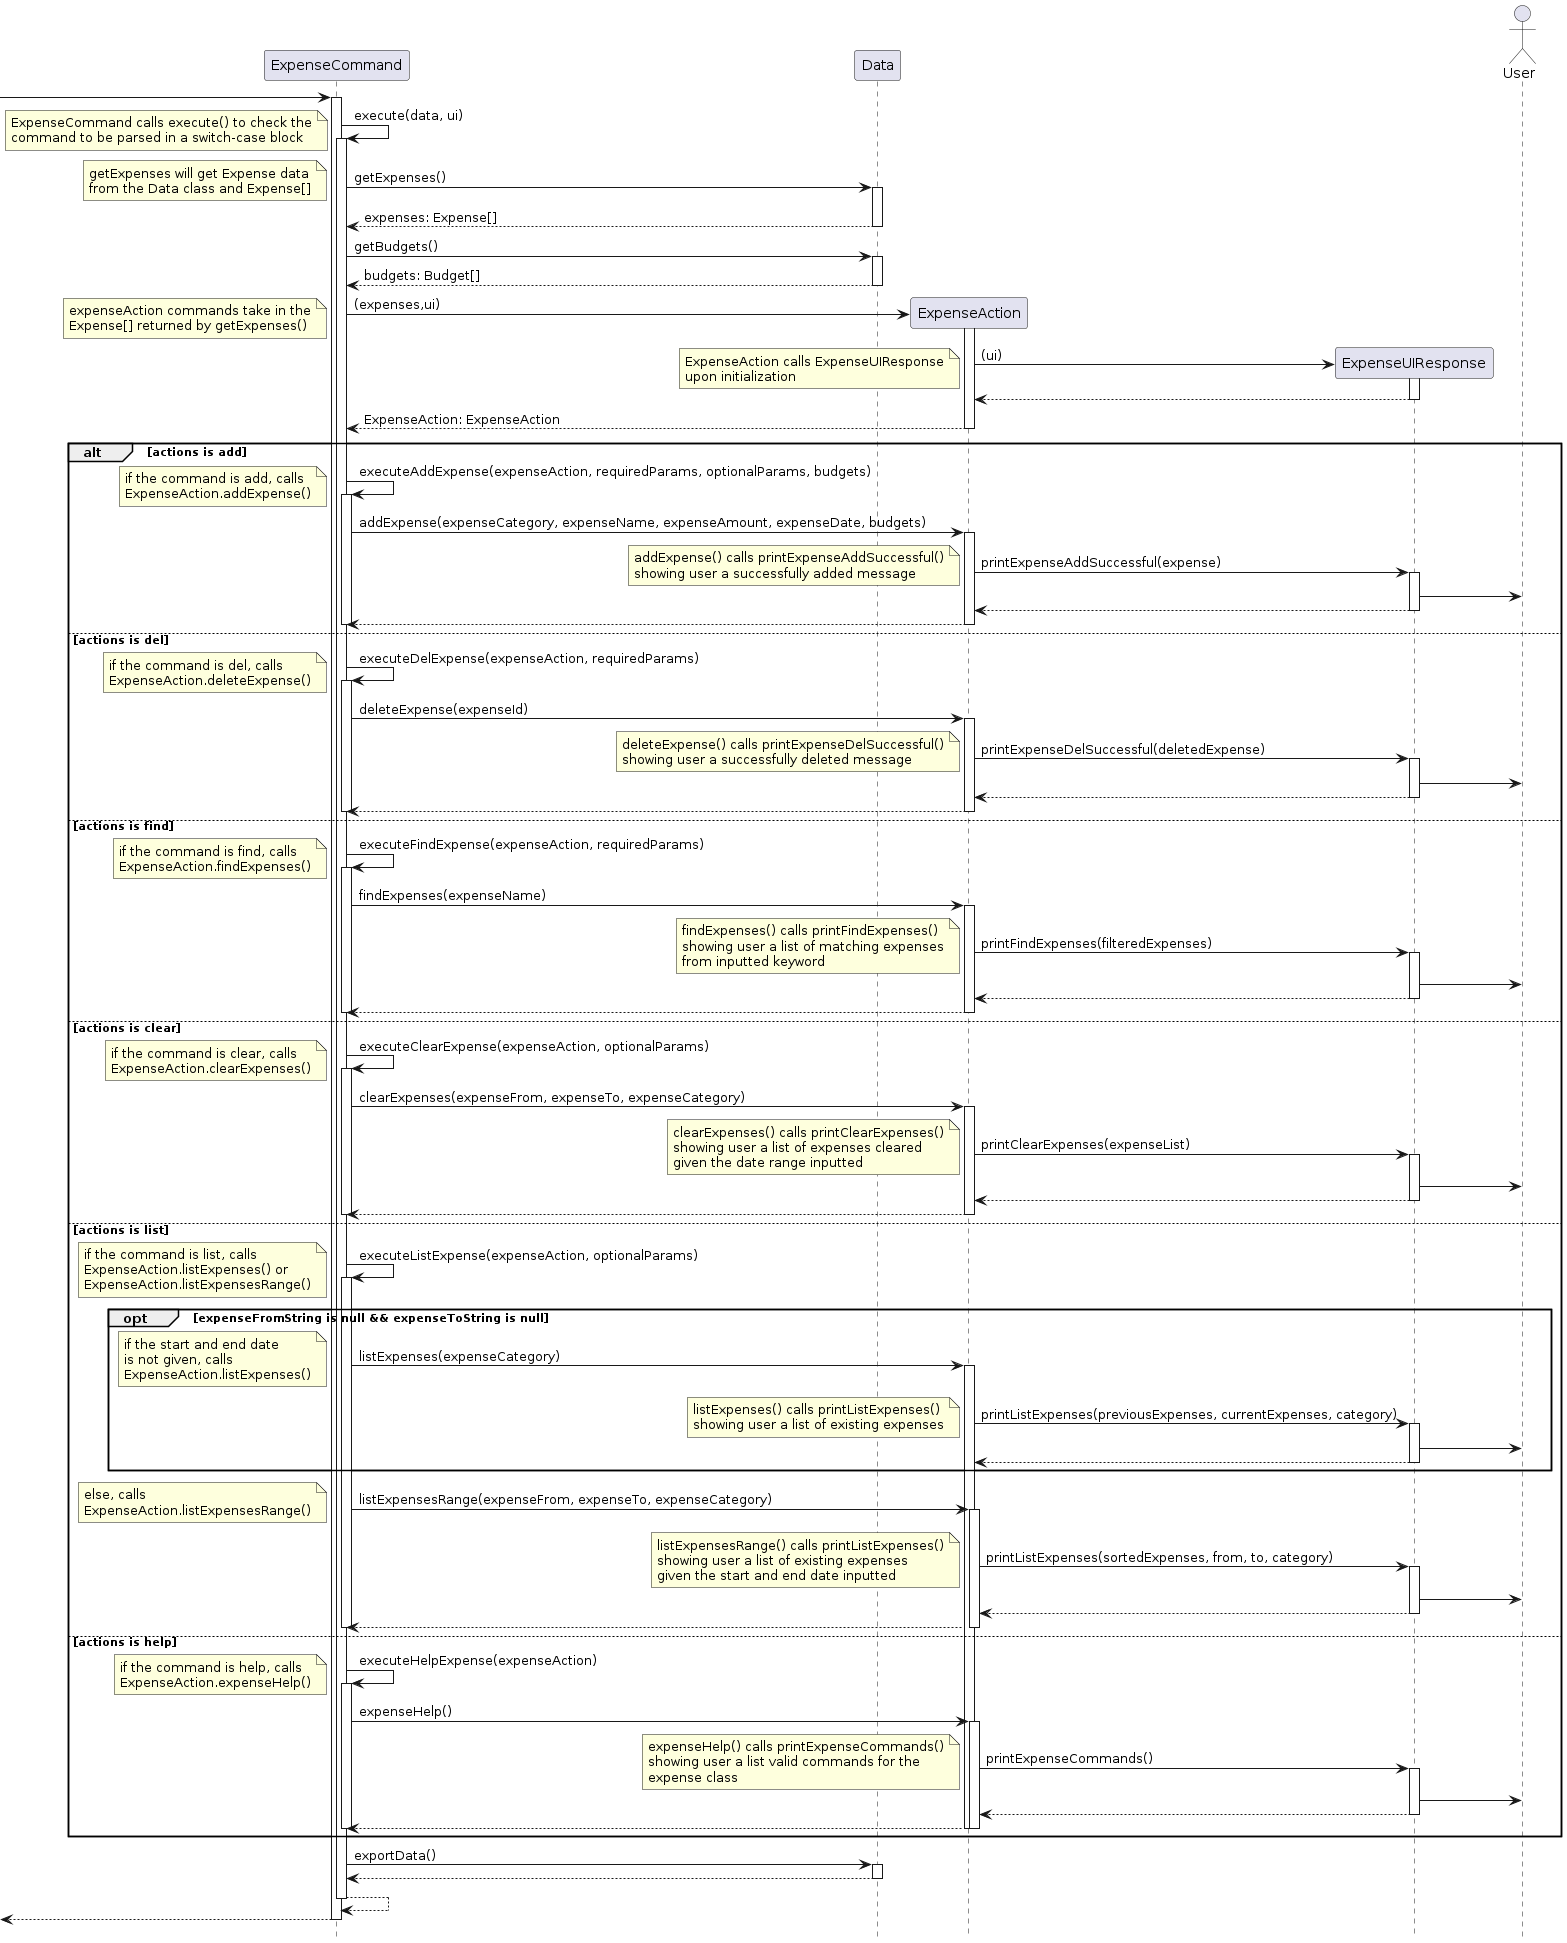 User
ExpenseCommand
Data
ExpenseCommand calls execute() to check the
command to be parsed in a switch-case block
execute(data, ui)
getExpenses will get Expense data
from the Data class and Expense[]
getExpenses()
expenses: Expense[]
getBudgets()
budgets: Budget[]
expenseAction commands take in the
Expense[] returned by getExpenses()
(expenses,ui)
ExpenseAction
ExpenseAction calls ExpenseUIResponse
upon initialization
(ui)
ExpenseUIResponse
ExpenseAction: ExpenseAction
alt
[actions is add]
if the command is add, calls
ExpenseAction.addExpense()
executeAddExpense(expenseAction, requiredParams, optionalParams, budgets)
addExpense(expenseCategory, expenseName, expenseAmount, expenseDate, budgets)
addExpense() calls printExpenseAddSuccessful()
showing user a successfully added message
printExpenseAddSuccessful(expense)
[actions is del]
if the command is del, calls
ExpenseAction.deleteExpense()
executeDelExpense(expenseAction, requiredParams)
deleteExpense(expenseId)
deleteExpense() calls printExpenseDelSuccessful()
showing user a successfully deleted message
printExpenseDelSuccessful(deletedExpense)
[actions is find]
if the command is find, calls
ExpenseAction.findExpenses()
executeFindExpense(expenseAction, requiredParams)
findExpenses(expenseName)
findExpenses() calls printFindExpenses()
showing user a list of matching expenses
from inputted keyword
printFindExpenses(filteredExpenses)
[actions is clear]
if the command is clear, calls
ExpenseAction.clearExpenses()
executeClearExpense(expenseAction, optionalParams)
clearExpenses(expenseFrom, expenseTo, expenseCategory)
clearExpenses() calls printClearExpenses()
showing user a list of expenses cleared
given the date range inputted
printClearExpenses(expenseList)
[actions is list]
if the command is list, calls
ExpenseAction.listExpenses() or
ExpenseAction.listExpensesRange()
executeListExpense(expenseAction, optionalParams)
opt
[expenseFromString is null && expenseToString is null]
if the start and end date
is not given, calls
ExpenseAction.listExpenses()
listExpenses(expenseCategory)
listExpenses() calls printListExpenses()
showing user a list of existing expenses
printListExpenses(previousExpenses, currentExpenses, category)
else, calls
ExpenseAction.listExpensesRange()
listExpensesRange(expenseFrom, expenseTo, expenseCategory)
listExpensesRange() calls printListExpenses()
showing user a list of existing expenses
given the start and end date inputted
printListExpenses(sortedExpenses, from, to, category)
[actions is help]
if the command is help, calls
ExpenseAction.expenseHelp()
executeHelpExpense(expenseAction)
expenseHelp()
expenseHelp() calls printExpenseCommands()
showing user a list valid commands for the
expense class
printExpenseCommands()
exportData()